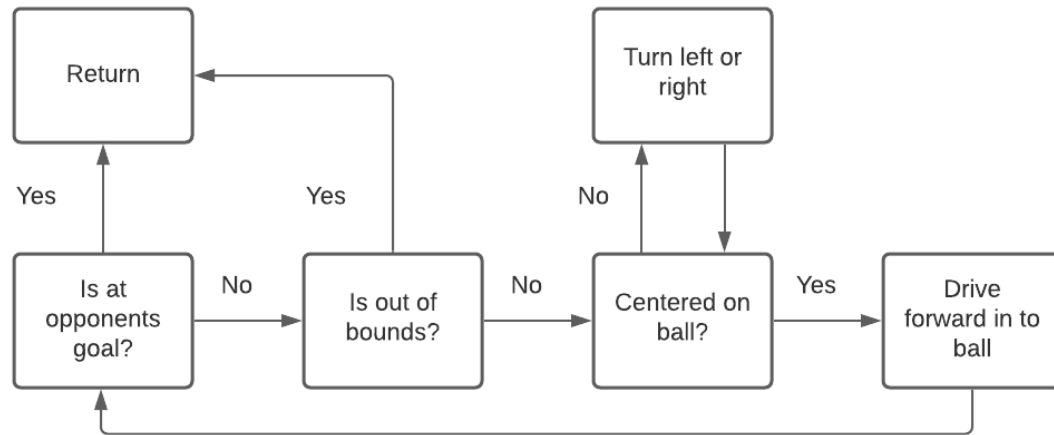 Return
Turn left or
right
Yes
Yes
No
Is at
opponents
goal?
No
Is out of
bounds?
No
Centered on
ball?
Yes
Drive
forward in to
ball